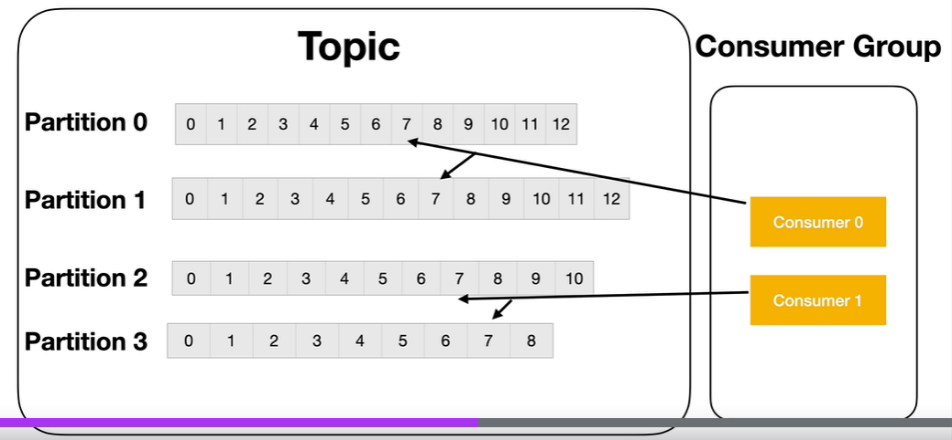 Topic
Consumer Group
Partition 0
0 1 2 3 4 5 6 7 8 9 10 11 12
Partition 1
0 1 2 3 4 5 6 7 8 9 10 11 12
Consumer 0
Partition 2
0 1 2 3 4 5 6 7 8 9 10
Consumer 1
Partition 3
0 1 2 3 4 5 6 7 8